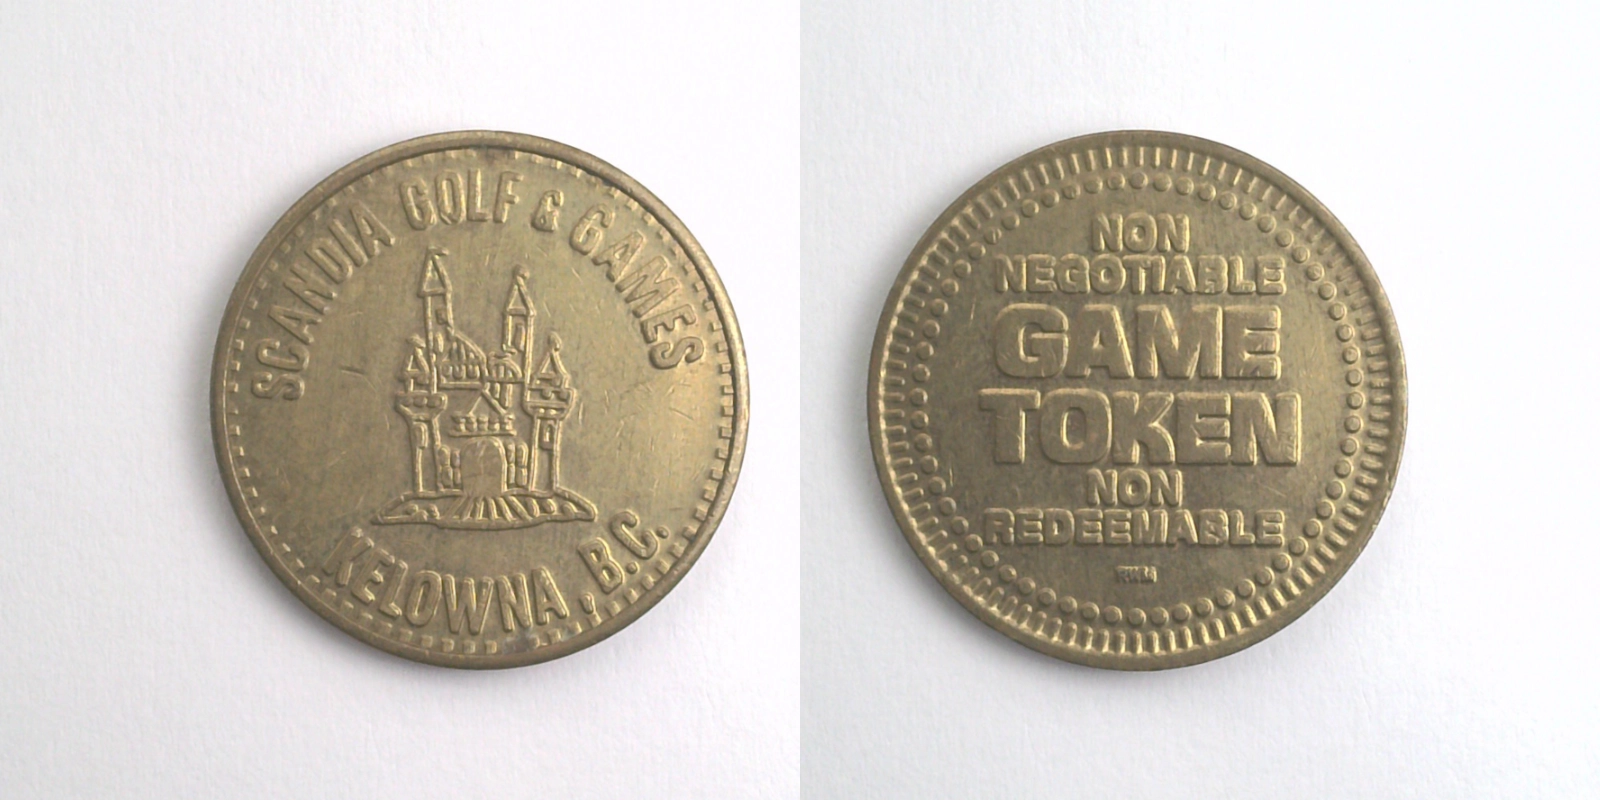 SCANDIA GOLF & GAMES
KELOWNA, B.C.
NON
NEGOTIABLE
GAME
TOKEN
NON
REDEEMABLE